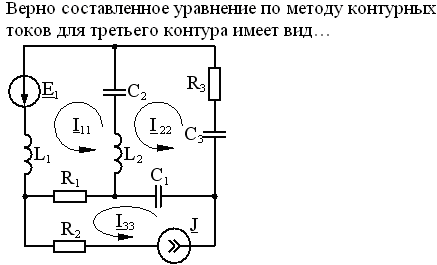 Верно составленное уравнение по методу контурных
токов для третьего контура имеет вид…
E1
C2
R3
I11
I22
C3
L1
L2
R1
C1
I33
J
R2